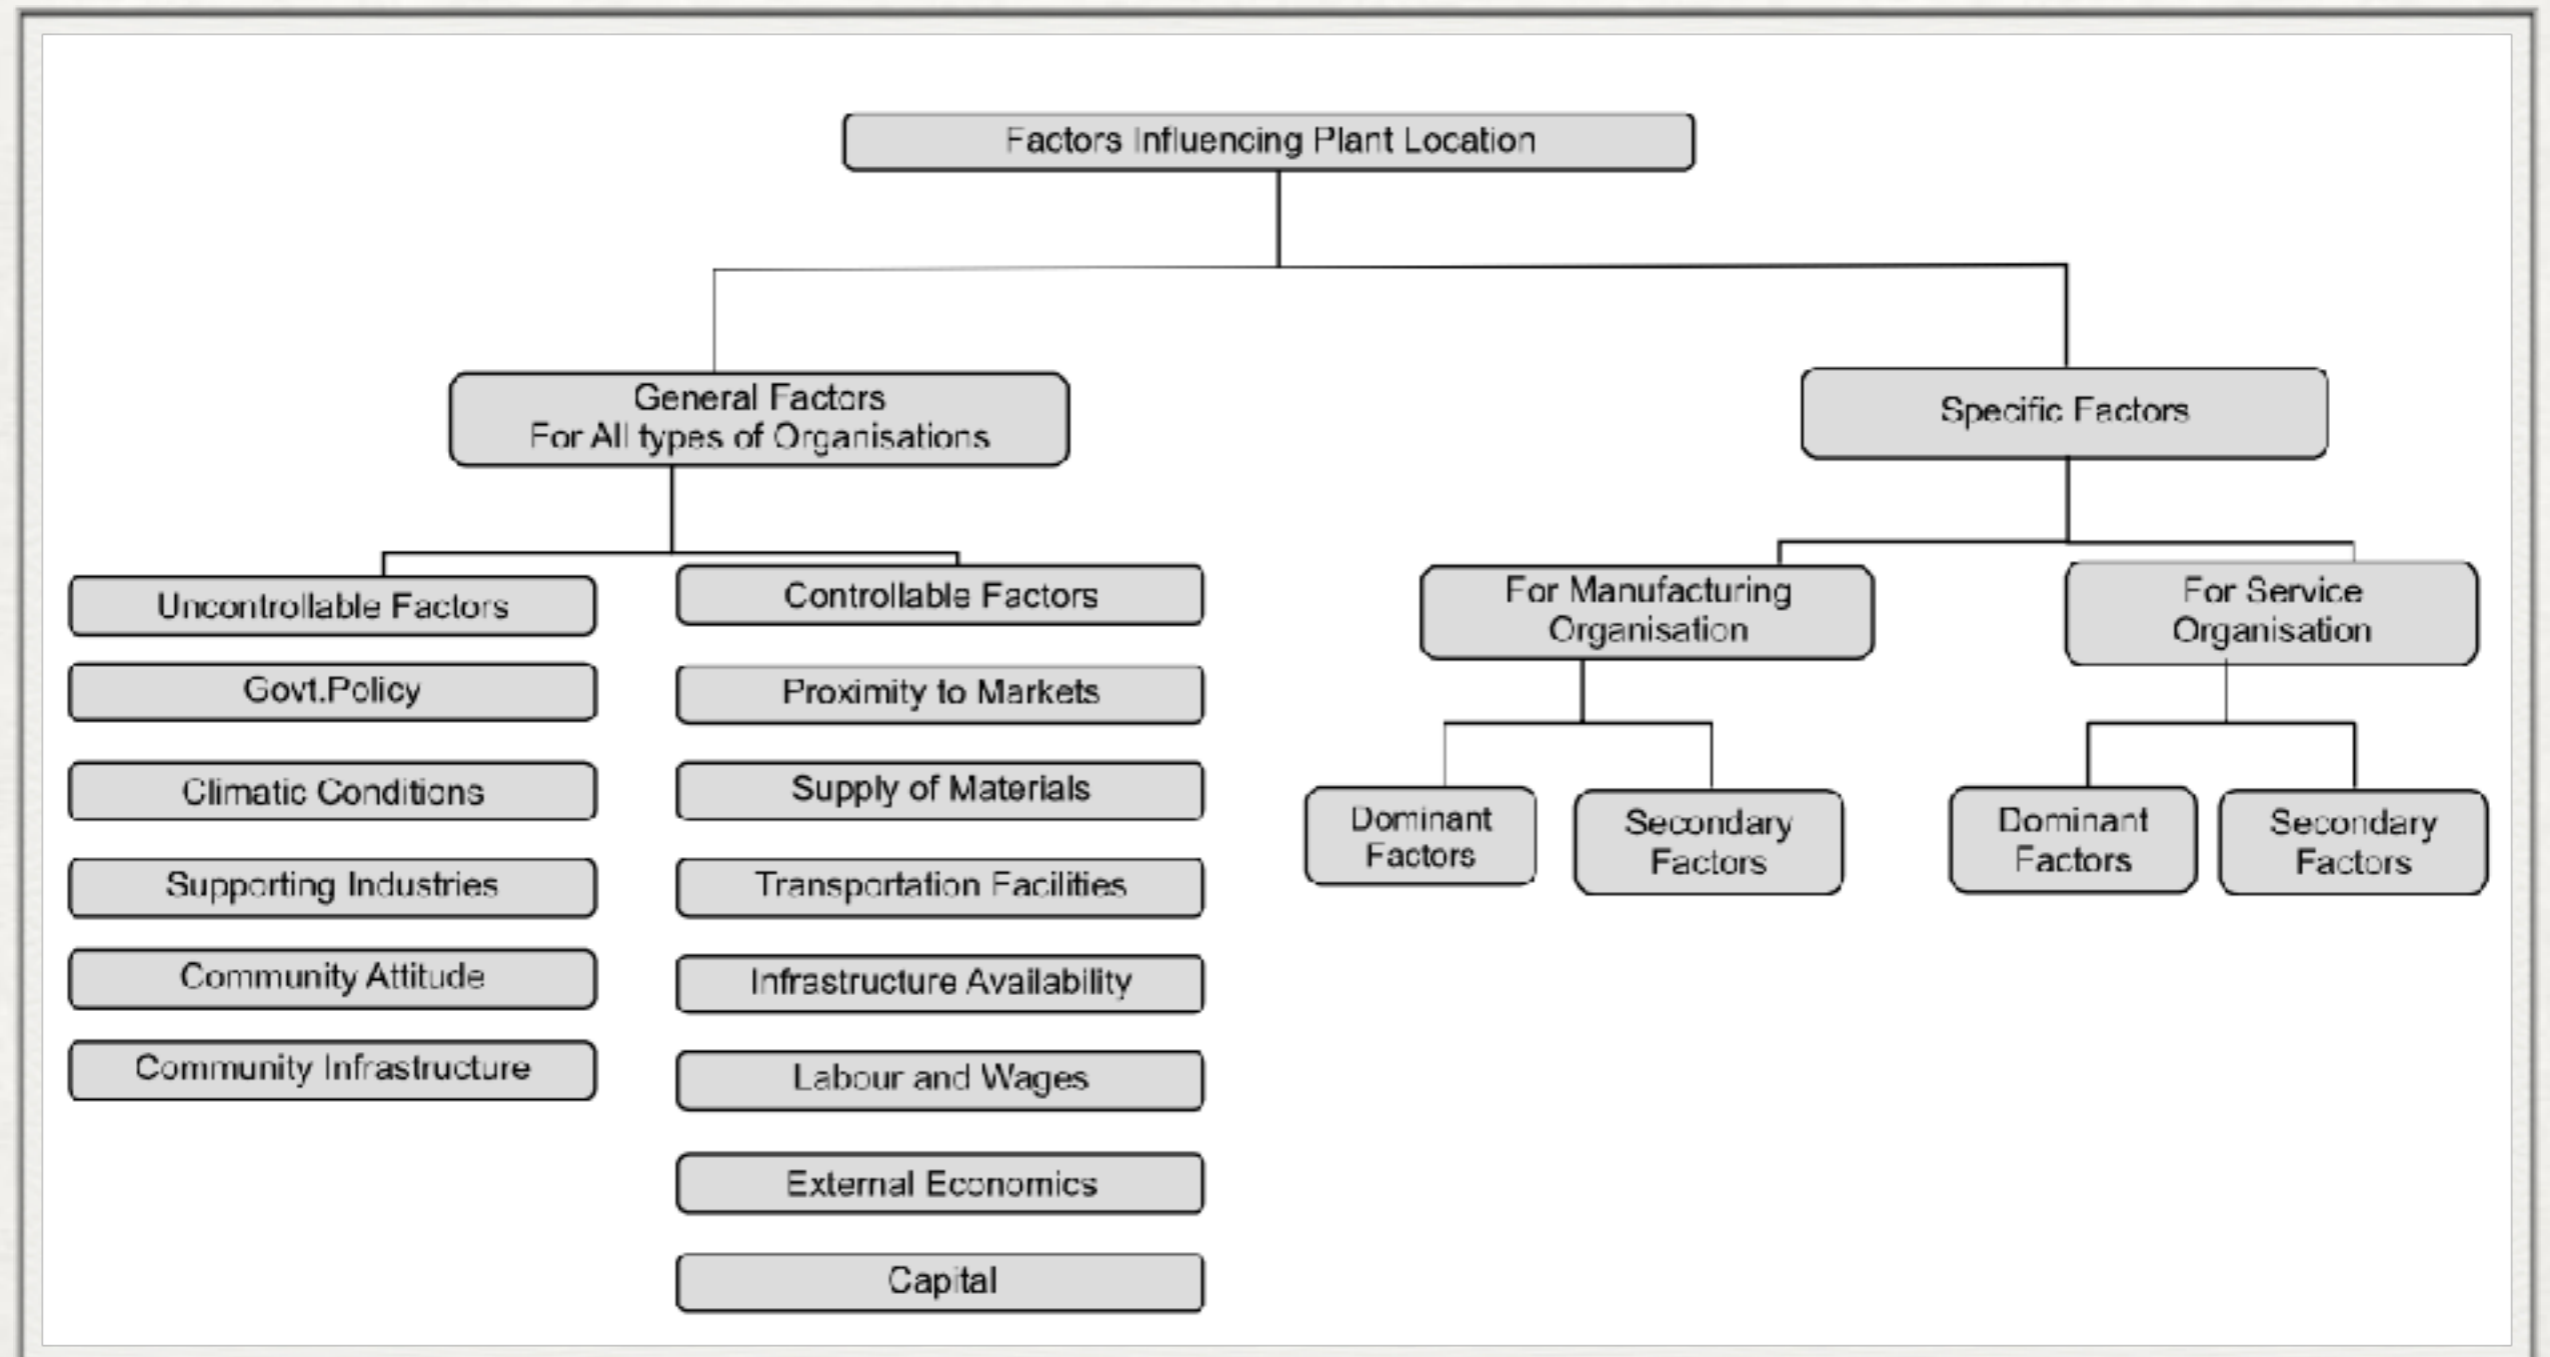 Factors Influencing Plant Location
General Factors
For All types of Organisations
Specific Factors
Uncontrollable Factors
Govt.Policy
Climatic Conditions
Supporting Industries
Community Attitude
Community Infrastructure
Controllable Factors
Proximity to Markets
Supply of Materials
Transportation Facilities
Infrastructure Availability
Labour and Wages
External Economics
Capital
For Manufacturing
Organisation
Dominant
Factors
Secondary
Factors
For Service
Organisation
Dominant
Factors
Secondary
Factors